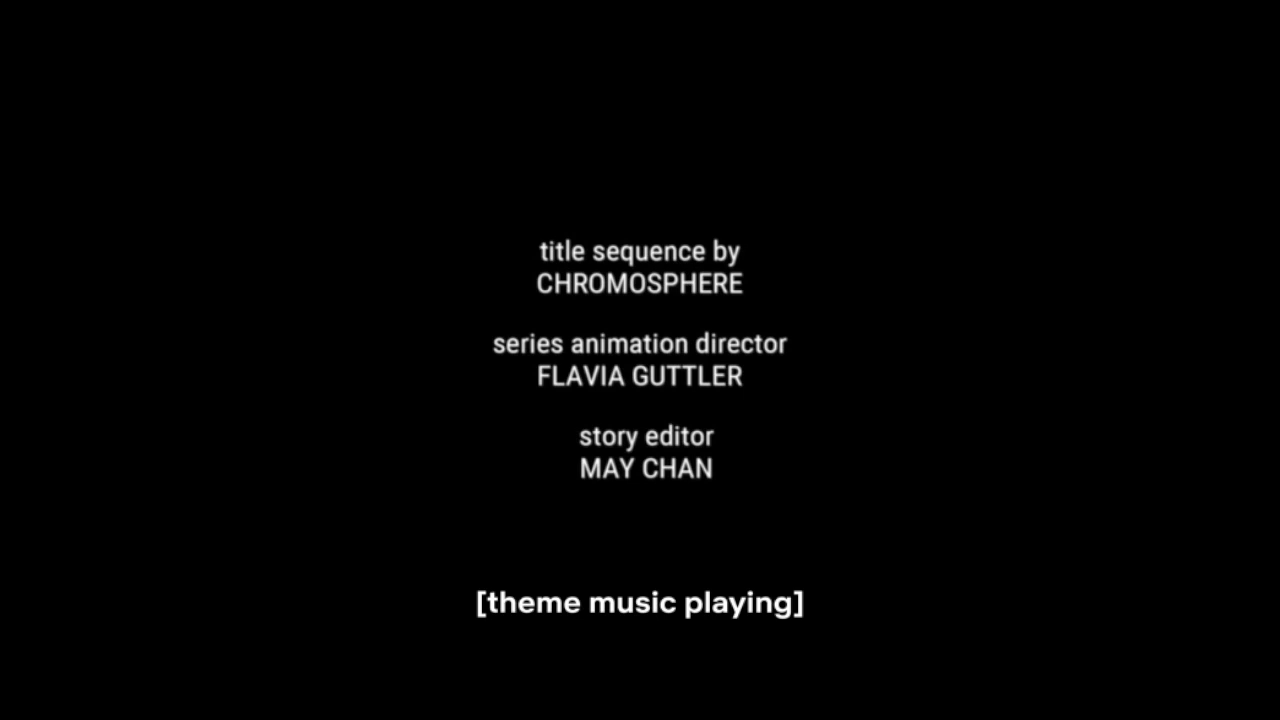 title sequence by
CHROMOSPHERE
series animation director
FLAVIA GUTTLER
story editor
MAY CHAN
[theme music playing]